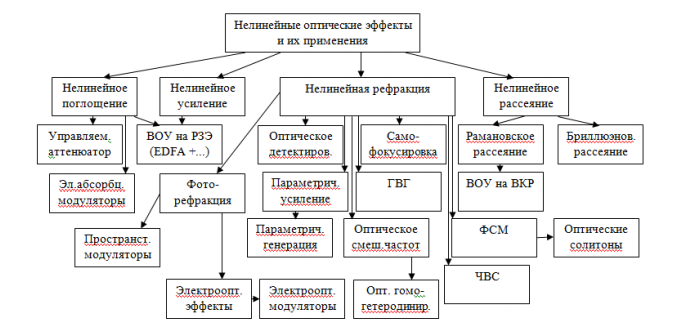 Нелинейные оптические эффекты
и их применения
Нелинейное
поглощение
Нелинейное
усиление
Нелинейная рефракция
Нелинейное
рассеяние
Управляем.
аттенюатор
ВОУ на РЗЭ
(EDFA +...)
Оптическое
детектиров.
Само-
фокусировка
Рамановское
рассеяние
Бриллюэнов.
рассеяние
Эл.абсорбц.
модуляторы
Фото-
рефракция
Параметрич.
усиление
ГВГ
ВОУ на ВКР
Пространст.
модуляторы
Параметрич.
генерация
Оптическое
смеш.частот
ФСМ
Оптические
солитоны
ЧВС
Электроопт.
эффекты
Электроопт.
модуляторы
Опт. гомо-
гетеродинир.